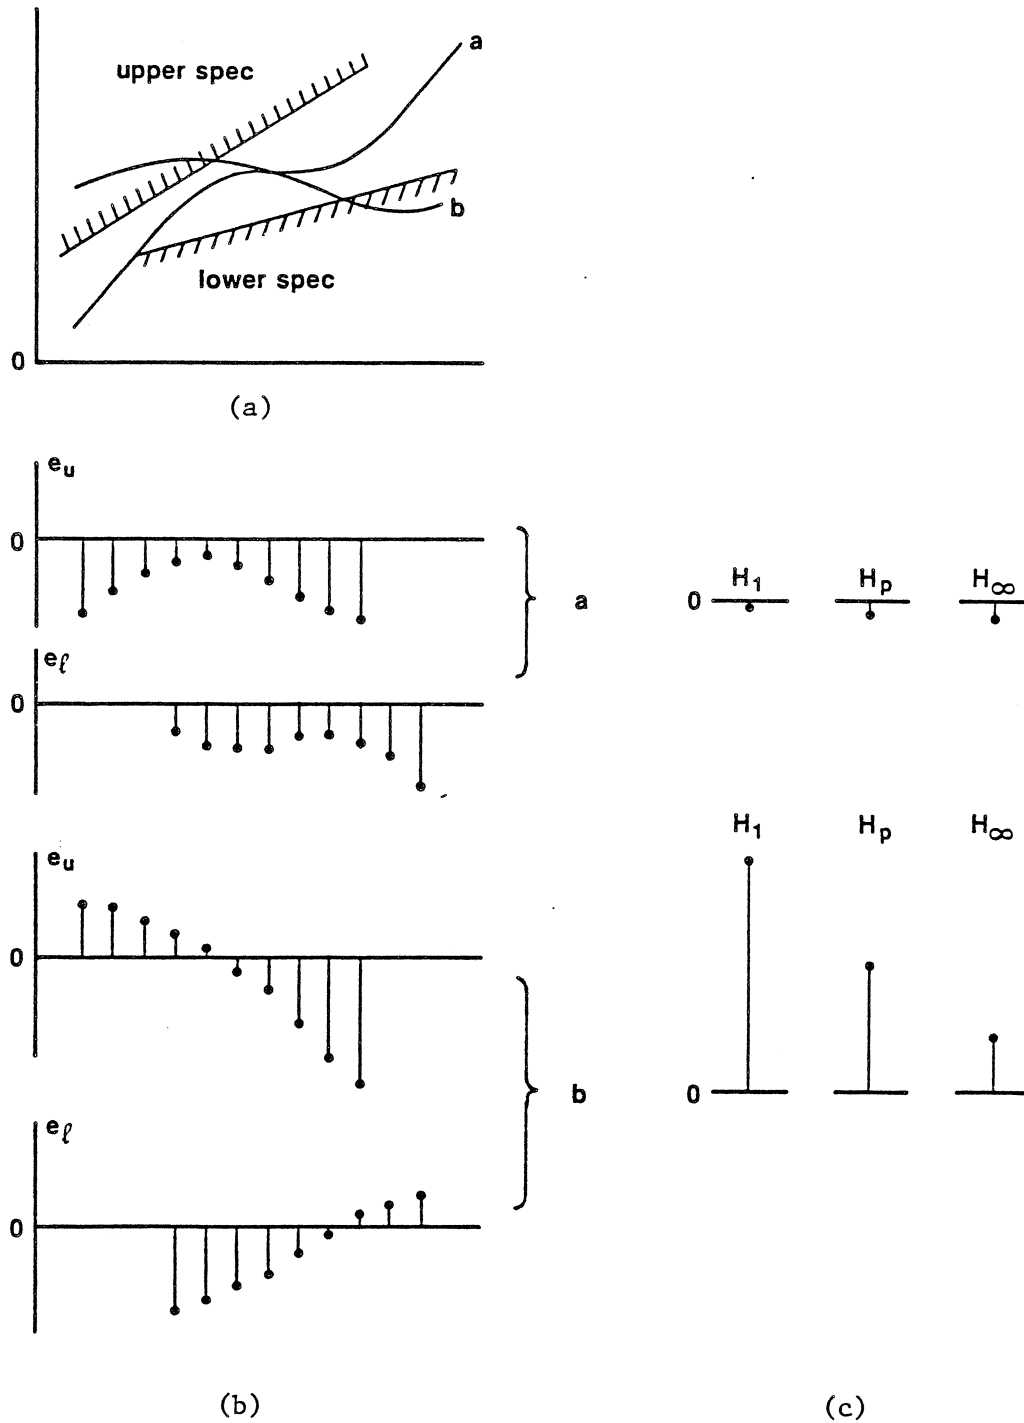 a
upper spec
b
lower spec
0
(a)
e_u
0
e_ℓ
0
a
H_1 H_p H_∞
0
e_u
0
e_ℓ
0
b
H_1 H_p H_∞
0
(b)
(c)